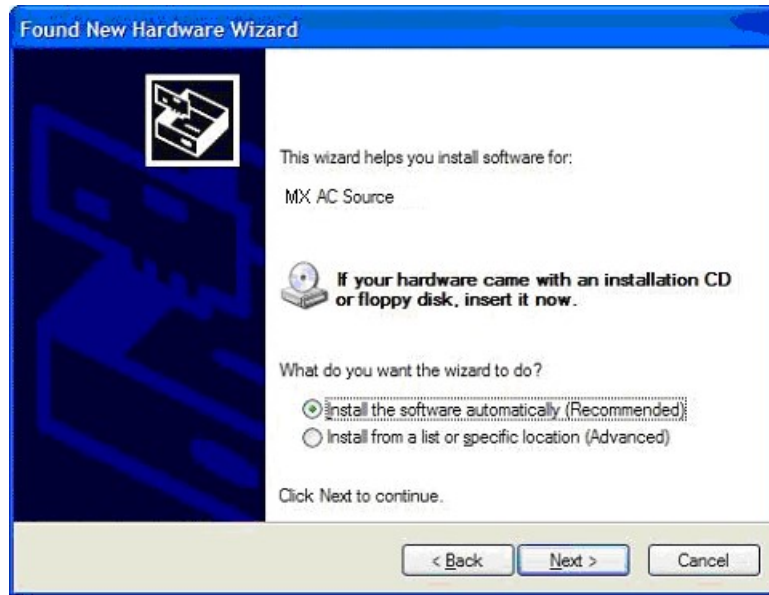 Found New Hardware Wizard
This wizard helps you install software for:
MX AC Source
If your hardware came with an installation CD
or floppy disk, insert it now.
What do you want the wizard to do?
Install the software automatically (Recommended)
Install from a list or specific location (Advanced)
Click Next to continue.
< Back
Next >
Cancel